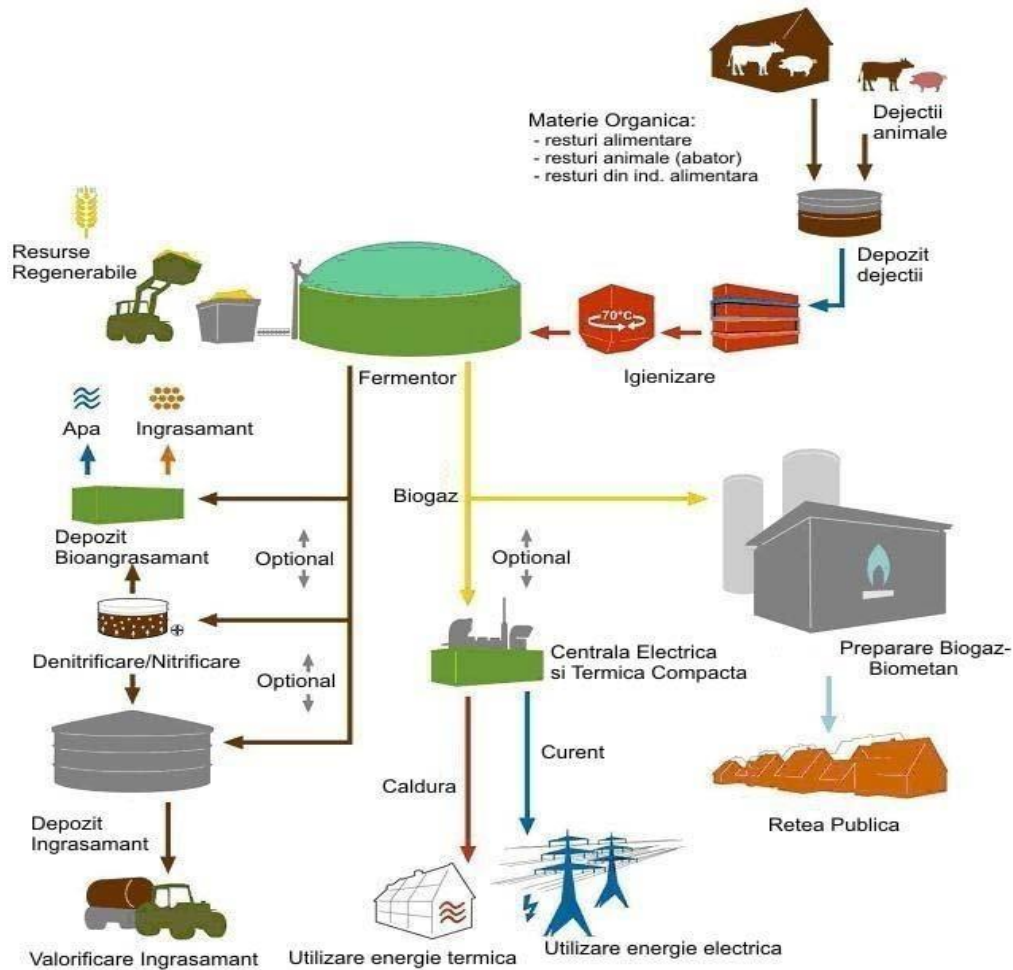 Materie Organica:
- resturi alimentare
- resturi animale (abator)
- resturi din ind. alimentara
Dejectii
animale
Depozit
dejectii
Resurse
Regenerabile
70°C
Igienizare
Fermentor
Apa
Ingrasamant
Biogaz
Depozit
Bioangrasamant
Optional
Optional
Denitrificare/Nitrificare
Optional
Centrala Electrica
si Termica Compacta
Preparare Biogaz-
Biometan
Curent
Caldura
Retea Publica
Depozit
Ingrasamant
Valorificare Ingrasamant
Utilizare energie termica
Utilizare energie electrica